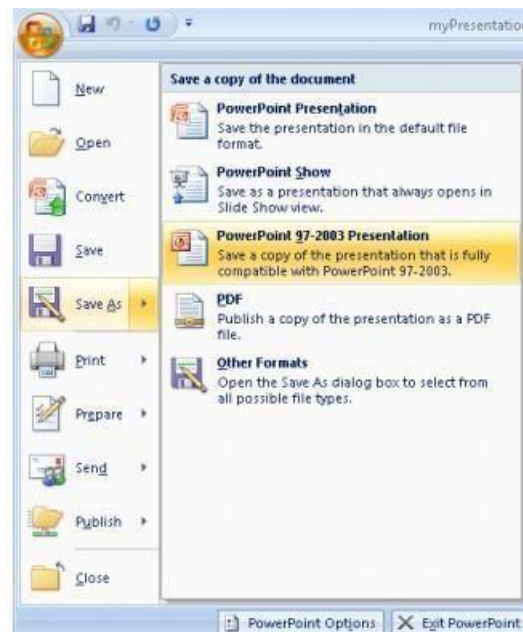 myPresentatio
New
Open
Convert
Save
Save As
Print
Prepare
Send
Publish
Close
Save a copy of the document
PowerPoint Presentation
Save the presentation in the default file
format.
PowerPoint Show
Save as a presentation that always opens in
Slide Show view.
PowerPoint 97-2003 Presentation
Save a copy of the presentation that is fully
compatible with PowerPoint 97-2003.
PDF
Publish a copy of the presentation as a PDF
file.
Other Formats
Open the Save As dialog box to select from
all possible file types.
PowerPoint Options
Exit PowerPoint